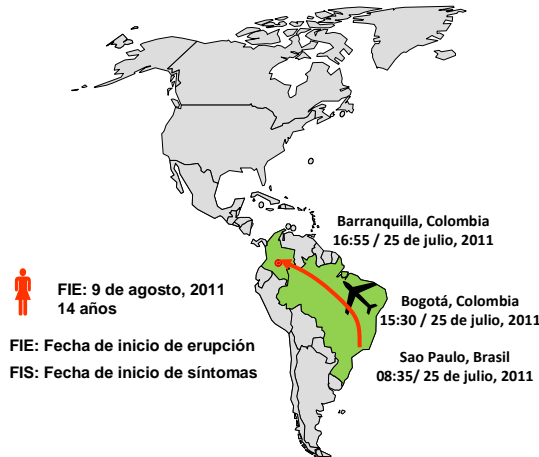 Barranquilla, Colombia
16:55 / 25 de julio, 2011
FIE: 9 de agosto, 2011
14 años
Bogotá, Colombia
15:30 / 25 de julio, 2011
FIE: Fecha de inicio de erupción
FIS: Fecha de inicio de síntomas
Sao Paulo, Brasil
08:35/ 25 de julio, 2011